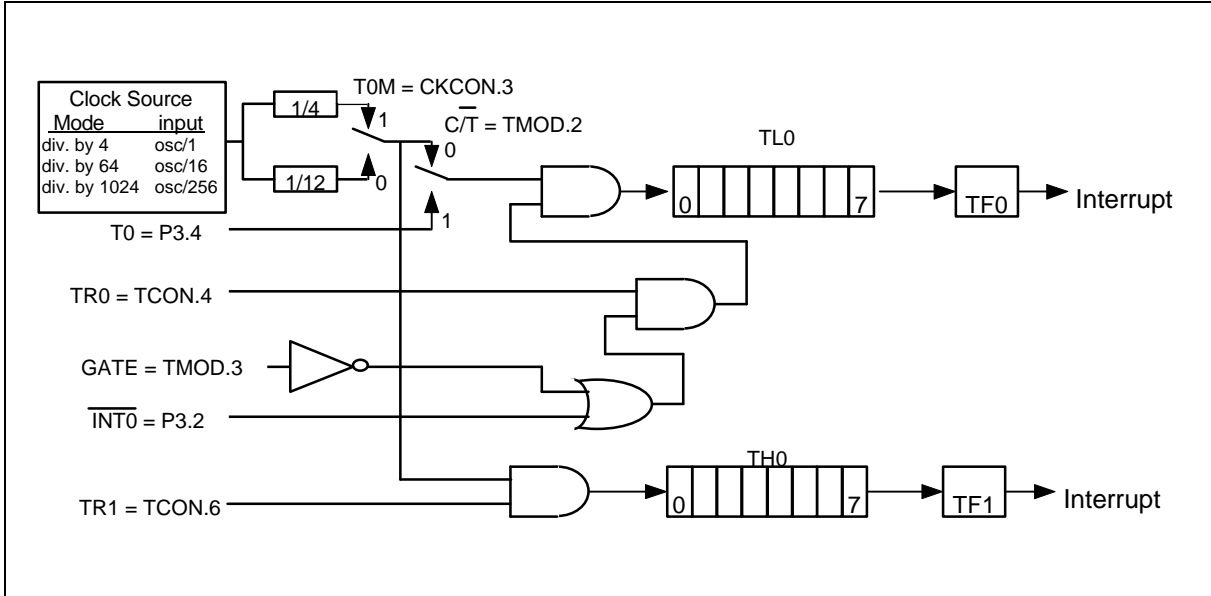 Clock Source
Mode input
div. by 4 osc/1
div. by 64 osc/16
div. by 1024 osc/256
1/4
1/12
T0M = CKCON.3
1
0
C/T̅ = TMOD.2
0
1
T0 = P3.4
TL0
0 7
TF0
Interrupt
TR0 = TCON.4
GATE = TMOD.3
I̅N̅T̅0̅ = P3.2
TH0
0 7
TF1
Interrupt
TR1 = TCON.6